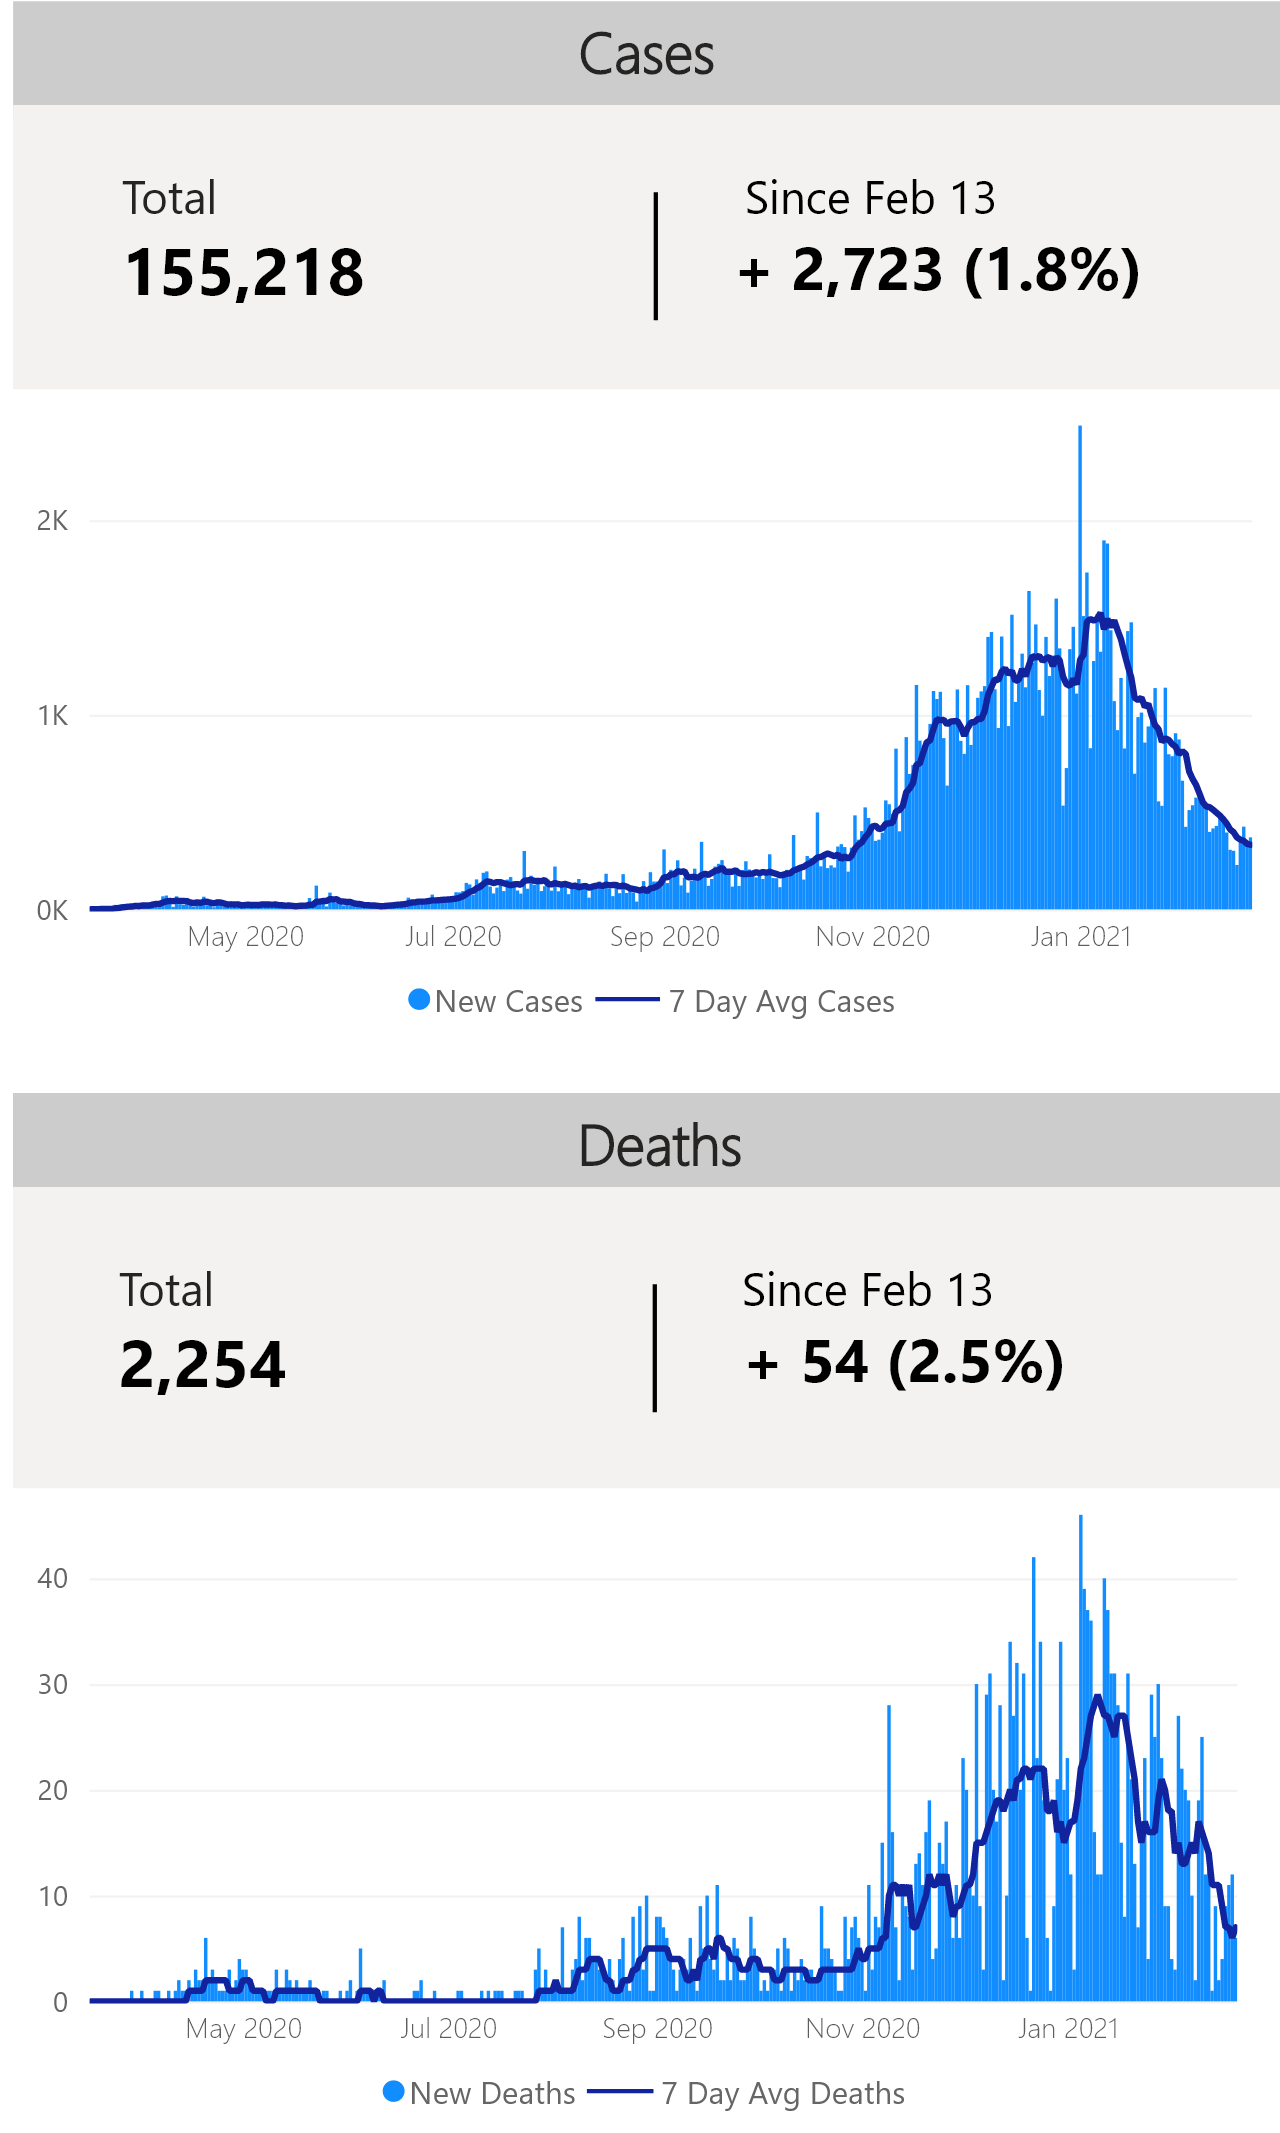 Cases
Total
Since Feb 13
155,218
+ 2,723 (1.8%)
2K
1K
0K
May 2020
Jul 2020
Sep 2020
Nov 2020
Jan 2021
New Cases
7 Day Avg Cases
Deaths
Total
Since Feb 13
2,254
+ 54 (2.5%)
40
30
20
10
0
May 2020
Jul 2020
Sep 2020
Nov 2020
Jan 2021
New Deaths
7 Day Avg Deaths